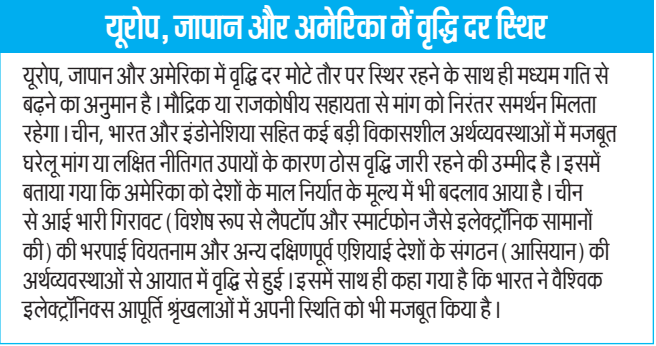 यूरोप, जापान और अमेरिका में वृद्धि दर स्थिर
यूरोप, जापान और अमेरिका में वृद्धि दर मोटे तौर पर स्थिर रहने के साथ ही मध्यम गति से
बढ़ने का अनुमान है। मौद्रिक या राजकोषीय सहायता से मांग को निरंतर समर्थन मिलता
रहेगा। चीन, भारत और इंडोनेशिया सहित कई बड़ी विकासशील अर्थव्यवस्थाओं में मजबूत
घरेलू मांग या लक्षित नीतिगत उपायों के कारण ठोस वृद्धि जारी रहने की उम्मीद है। इसमें
बताया गया कि अमेरिका को देशों के माल निर्यात के मूल्य में भी बदलाव आया है। चीन
से आई भारी गिरावट (विशेष रूप से लैपटॉप और स्मार्टफोन जैसे इलेक्ट्रॉनिक सामानों
की) की भरपाई वियतनाम और अन्य दक्षिणपूर्व एशियाई देशों के संगठन (आसियान) की
अर्थव्यवस्थाओं से आयात में वृद्धि से हुई। इसमें साथ ही कहा गया है कि भारत ने वैश्विक
इलेक्ट्रॉनिक्स आपूर्ति श्रृंखलाओं में अपनी स्थिति को भी मजबूत किया है।